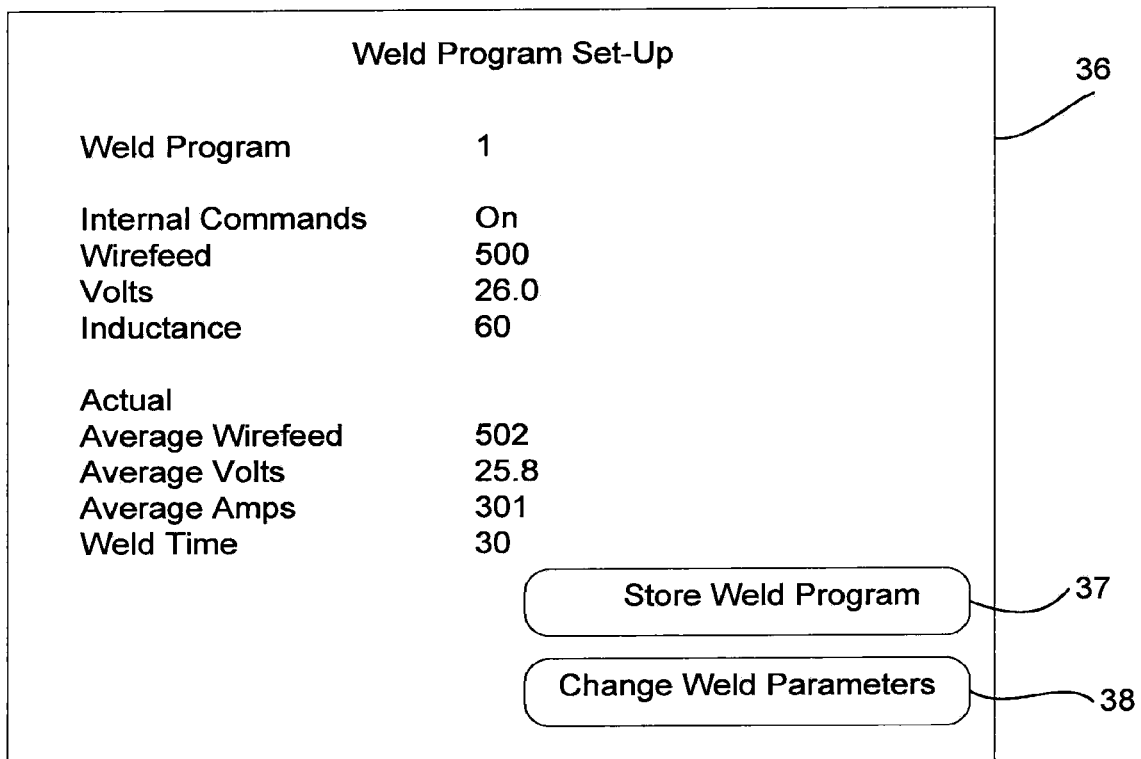 Weld Program Set-Up
36
Weld Program 1
Internal Commands On
Wirefeed 500
Volts 26.0
Inductance 60
Actual
Average Wirefeed 502
Average Volts 25.8
Average Amps 301
Weld Time 30
Store Weld Program
37
Change Weld Parameters
38